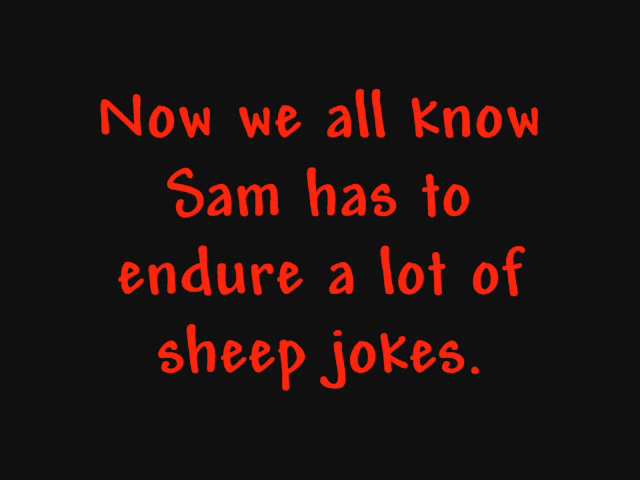 Now we all know
Sam has to
endure a lot of
sheep jokes.